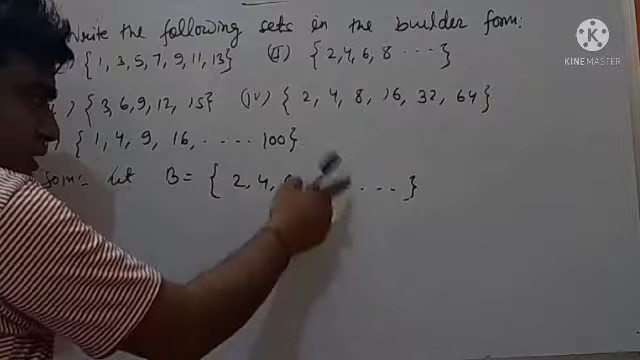 Write the following sets in the builder form:
) { 1, 3, 5, 7, 9, 11, 13} (ii) { 2, 4, 6, 8 ....}
) { 3, 6, 9, 12, 15} (iv) { 2, 4, 8, 16, 32, 64 }
) { 1, 4, 9, 16, ..... 100}.
Som:- Let B = { 2, 4, ... }
K
KINEMASTER